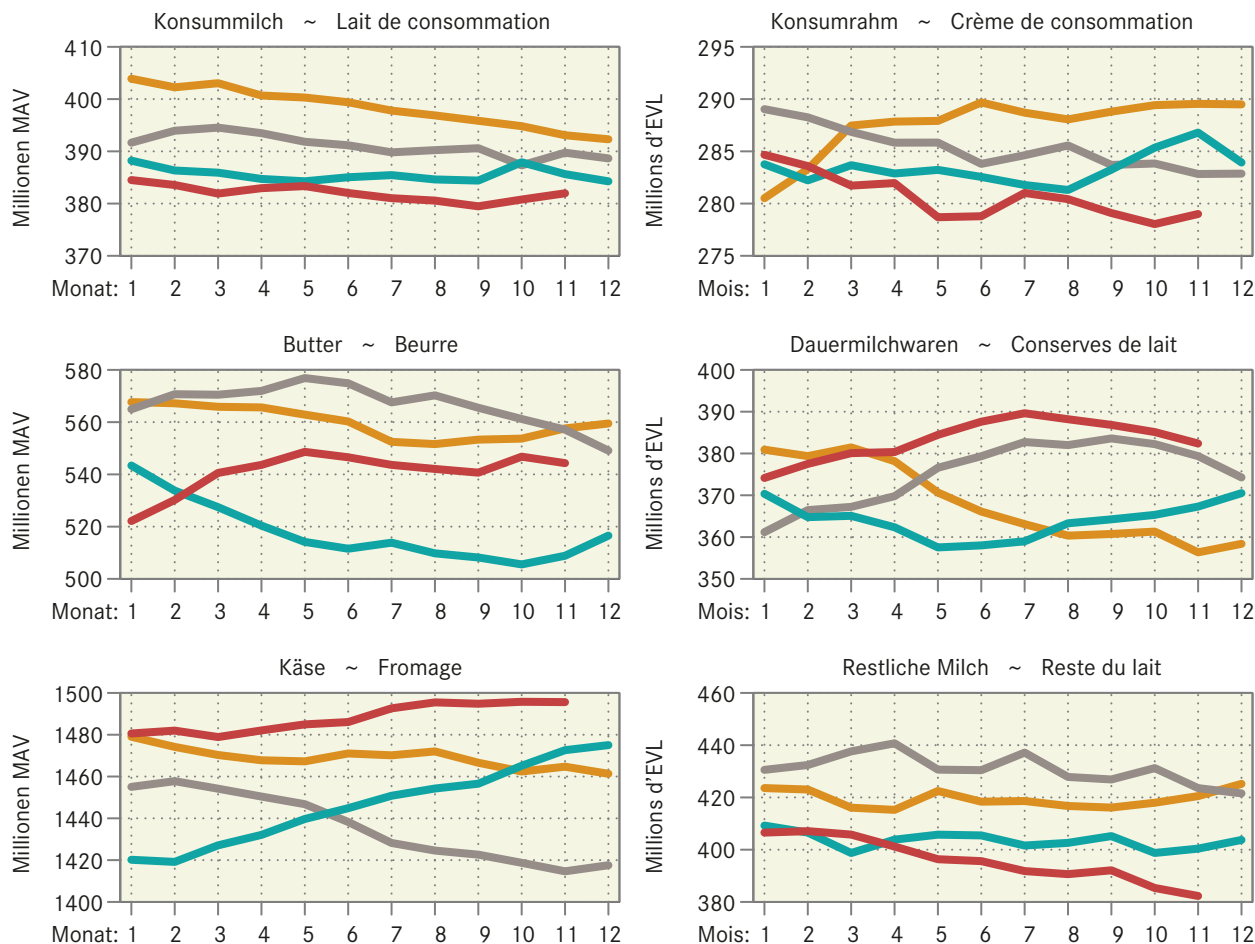 Konsummilch ~ Lait de consommation
Millionen MAV
410
400
390
380
370
Monat: 1 2 3 4 5 6 7 8 9 10 11 12
Konsumrahm ~ Crème de consommation
Millions d'EVL
295
290
285
280
275
Mois: 1 2 3 4 5 6 7 8 9 10 11 12
Butter ~ Beurre
Millionen MAV
580
560
540
520
500
Monat: 1 2 3 4 5 6 7 8 9 10 11 12
Dauermilchwaren ~ Conserves de lait
Millions d'EVL
400
390
380
370
360
350
Mois: 1 2 3 4 5 6 7 8 9 10 11 12
Käse ~ Fromage
Millionen MAV
1500
1480
1460
1440
1420
1400
Monat: 1 2 3 4 5 6 7 8 9 10 11 12
Restliche Milch ~ Reste du lait
Millions d'EVL
460
440
420
400
380
Mois: 1 2 3 4 5 6 7 8 9 10 11 12